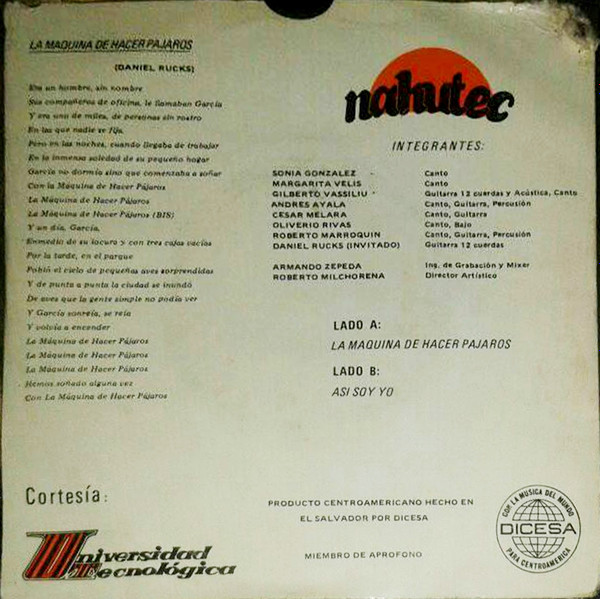 LA MAQUINA DE HACER PAJAROS
(DANIEL RUCKS)
Era un hombre, sin nombre
Sus compañeros de oficina, le llamaban García
Y era uno de miles, de personas sin rostro
En las que nadie se fija.
Pero en las noches, cuando llegaba de trabajar
En la inmensa soledad de su pequeño hogar
García no dormía sino que comenzaba a soñar
Con la Máquina de Hacer Pájaros
La Máquina de Hacer Pájaros
La Máquina de Hacer Pájaros (BIS)
Y un día, García,
Enmedio de su locura y con tres cajas vacías
Por la tarde, en el parque
Pobló el cielo de pequeñas aves sorprendidas
Y de punta a punta la ciudad se inundó
De aves que la gente simple no podía ver
Y García sonreía, se reía
Y volvía a encender
La Máquina de Hacer Pájaros
La Máquina de Hacer Pájaros
La Máquina de Hacer Pájaros
Hemos soñado alguna vez
Con La Máquina de Hacer Pájaros
nahutec
INTEGRANTES:
SONIA GONZALEZ Canto
MARGARITA VELIS Canto
GILBERTO VASSILIU Guitarra 12 cuerdas y Acústica, Canto
ANDRES AYALA Canto, Guitarra, Percusión
CESAR MELARA Canto, Guitarra
OLIVERIO RIVAS Canto, Bajo
ROBERTO MARROQUIN Canto, Guitarra, Percusión
DANIEL RUCKS (INVITADO) Guitarra 12 cuerdas
ARMANDO ZEPEDA Ing. de Grabación y Mixer
ROBERTO MILCHORENA Director Artístico
LADO A:
LA MAQUINA DE HACER PAJAROS
LADO B:
ASI SOY YO
Cortesía:
Universidad
Tecnológica
PRODUCTO CENTROAMERICANO HECHO EN
EL SALVADOR POR DICESA
MIEMBRO DE APROFONO
CON LA MUSICA DEL MUNDO
DICESA
PARA CENTROAMERICA